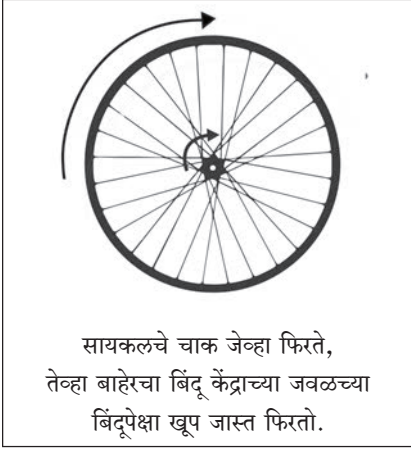 सायकलचे चाक जेव्हा फिरते,
तेव्हा बाहेरचा बिंदू केंद्राच्या जवळच्या
बिंदूपेक्षा खूप जास्त फिरतो.